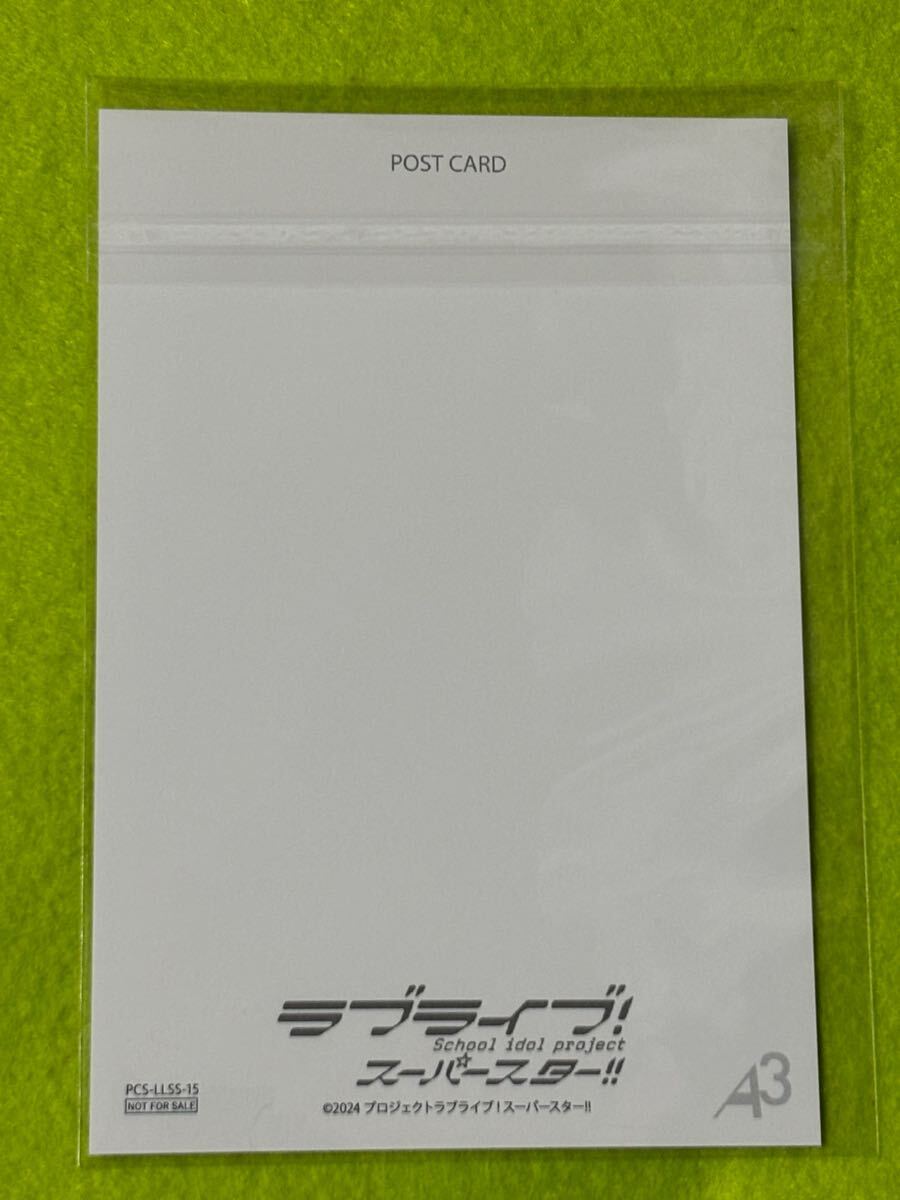 POST CARD
ラブライブ!
School idol project
スーパースター!!
PCS-LLSS-15
NOT FOR SALE
©2024 プロジェクトラブライブ!スーパースター!!
A3